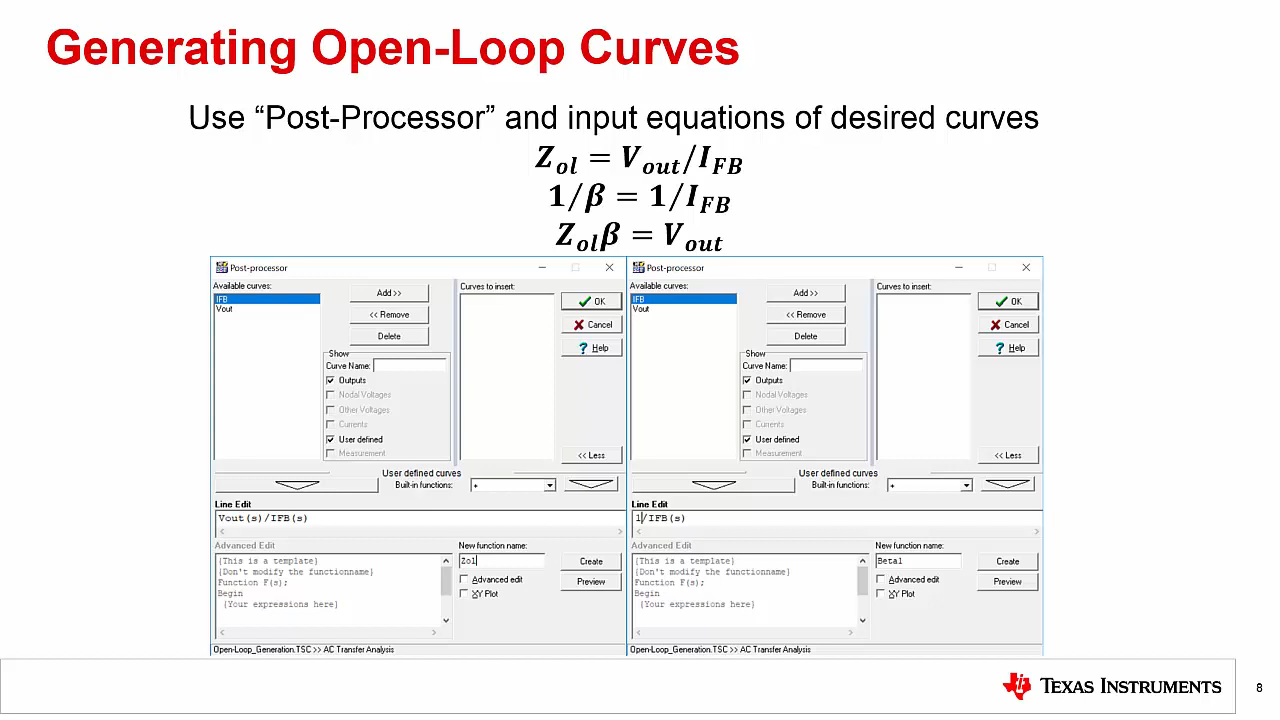 Generating Open-Loop Curves
Use “Post-Processor” and input equations of desired curves
Zol = Vout/IFB
1/β = 1/IFB
Zolβ = Vout
Post-processor
Available curves:
IFB
Vout
Add >>
<< Remove
Delete
Show
Curve Name:
Outputs
Nodal Voltages
Other Voltages
Currents
User defined
Measurement
Curves to insert:
OK
Cancel
? Help
<< Less
User defined curves
Built-in functions:
+
Line Edit
Vout(s)/IFB(s)
Advanced Edit
{This is a template}
{Don't modify the functionname}
Function F(s);
Begin
{Your expressions here}
New function name:
Zol
Advanced edit
XY Plot
Create
Preview
Open-Loop_Generation.TSC >> AC Transfer Analysis
Post-processor
Available curves:
IFB
Vout
Add >>
<< Remove
Delete
Show
Curve Name:
Outputs
Nodal Voltages
Other Voltages
Currents
User defined
Measurement
Curves to insert:
OK
Cancel
? Help
<< Less
User defined curves
Built-in functions:
+
Line Edit
1/IFB(s)
Advanced Edit
{This is a template}
{Don't modify the functionname}
Function F(s);
Begin
{Your expressions here}
New function name:
Beta1
Advanced edit
XY Plot
Create
Preview
Open-Loop_Generation.TSC >> AC Transfer Analysis
TEXAS INSTRUMENTS
8